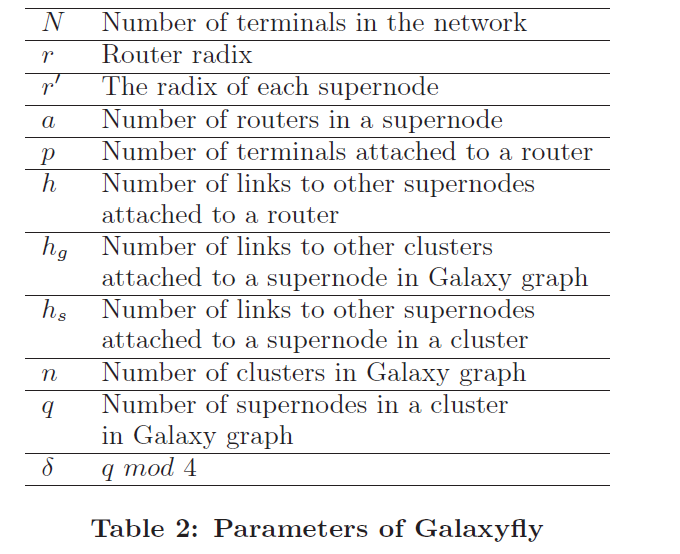 N Number of terminals in the network
r Router radix
r′ The radix of each supernode
a Number of routers in a supernode
p Number of terminals attached to a router
h Number of links to other supernodes
attached to a router
h_g Number of links to other clusters
attached to a supernode in Galaxy graph
h_s Number of links to other supernodes
attached to a supernode in a cluster
n Number of clusters in Galaxy graph
q Number of supernodes in a cluster
in Galaxy graph
δ q mod 4
Table 2: Parameters of Galaxyfly